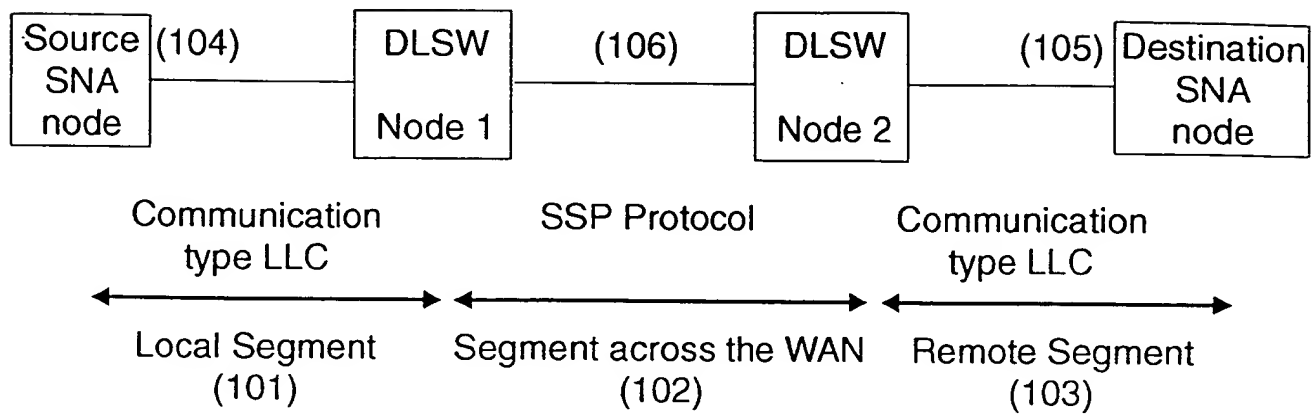 Source
SNA
node
(104)
DLSW
Node 1
(106)
DLSW
Node 2
(105)
Destination
SNA
node
Communication
type LLC
SSP Protocol
Communication
type LLC
Local Segment
(101)
Segment across the WAN
(102)
Remote Segment
(103)